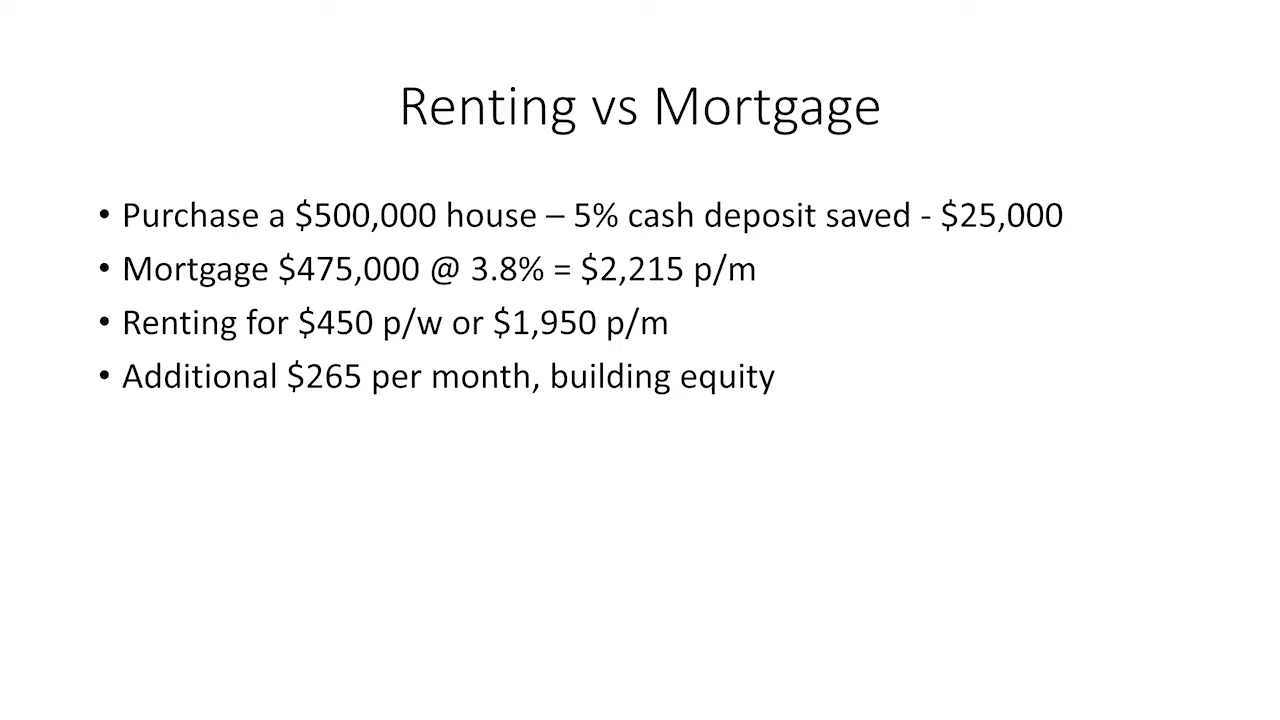 Renting vs Mortgage
• Purchase a $500,000 house – 5% cash deposit saved - $25,000
• Mortgage $475,000 @ 3.8% = $2,215 p/m
• Renting for $450 p/w or $1,950 p/m
• Additional $265 per month, building equity